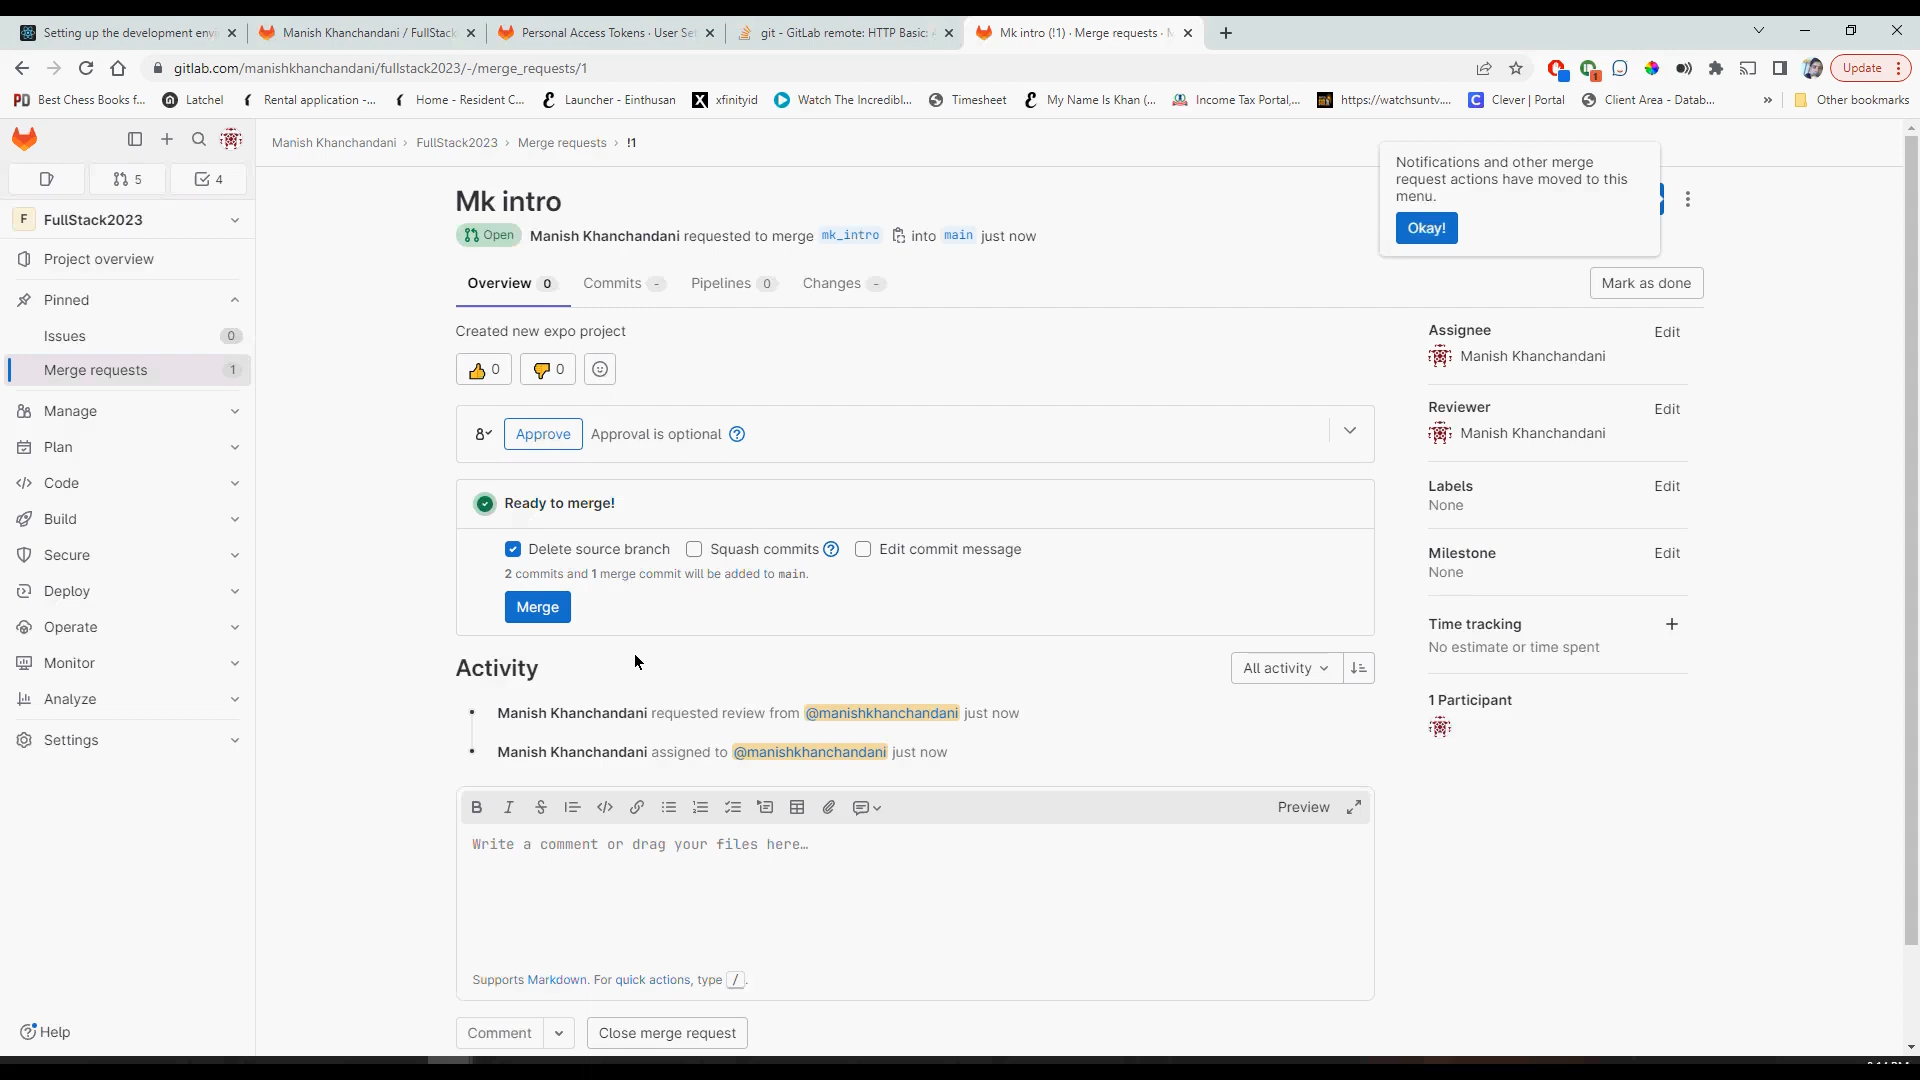 Setting up the development envi
Manish Khanchandani / FullStack
Personal Access Tokens · User Set
git - GitLab remote: HTTP Basic: A
Mk intro (!1) · Merge requests · M
gitlab.com/manishkhanchandani/fullstack2023/-/merge_requests/1
Update
Best Chess Books f...
Latchel
Rental application -...
Home - Resident C...
Launcher - Einthusan
xfinityid
Watch The Incredibl...
Timesheet
My Name Is Khan (...
Income Tax Portal,...
https://watchsuntv....
Clever | Portal
Client Area - Datab...
»
Other bookmarks
5
4
F FullStack2023
Project overview
Pinned
Issues 0
Merge requests 1
Manage
Plan
Code
Build
Secure
Deploy
Operate
Monitor
Analyze
Settings
Help
Manish Khanchandani › FullStack2023 › Merge requests › !1
Notifications and other merge
request actions have moved to this
menu.
Okay!
Mk intro
Open Manish Khanchandani requested to merge mk_intro into main just now
Overview 0 Commits - Pipelines 0 Changes -
Mark as done
Created new expo project
0 0
Approve Approval is optional
Ready to merge!
Delete source branch Squash commits Edit commit message
2 commits and 1 merge commit will be added to main.
Merge
Activity
All activity
Manish Khanchandani requested review from @manishkhanchandani just now
Manish Khanchandani assigned to @manishkhanchandani just now
B I S
Preview
Write a comment or drag your files here…
Supports Markdown. For quick actions, type /.
Comment
Close merge request
Assignee Edit
Manish Khanchandani
Reviewer Edit
Manish Khanchandani
Labels Edit
None
Milestone Edit
None
Time tracking +
No estimate or time spent
1 Participant